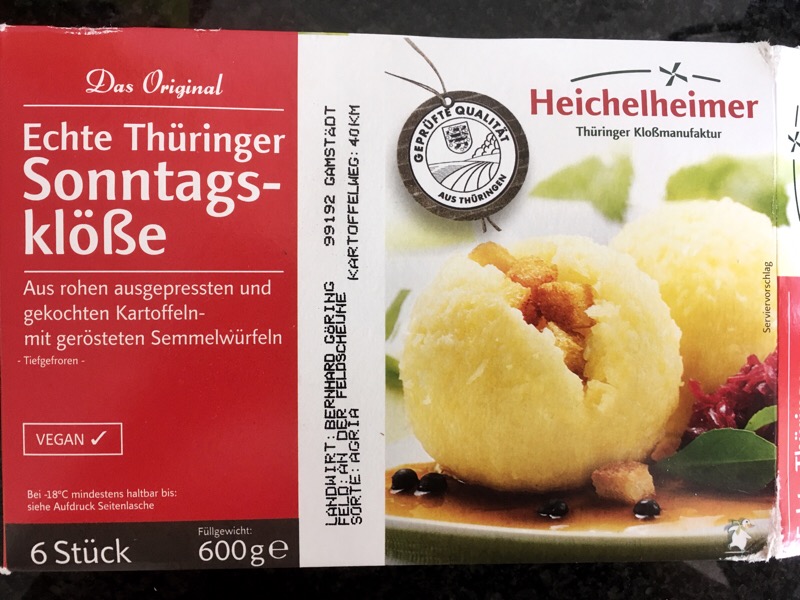 Das Original
Echte Thüringer
Sonntags-
klöße
Aus rohen ausgepressten und
gekochten Kartoffeln-
mit gerösteten Semmelwürfeln
- Tiefgefroren -
VEGAN ✓
Bei -18°C mindestens haltbar bis:
siehe Aufdruck Seitenlasche
6 Stück
Füllgewicht:
600g℮
LANDWIRT: BERNHARD GÖRING 99192 GAMSTÄDT
FELD: AN DER FELDSCHEUNE
SORTE: AGRIA KARTOFFELWEG: 40KM
GEPRÜFTE QUALITÄT
AUS THÜRINGEN
Heichelheimer
Thüringer Kloßmanufaktur
Serviervorschlag